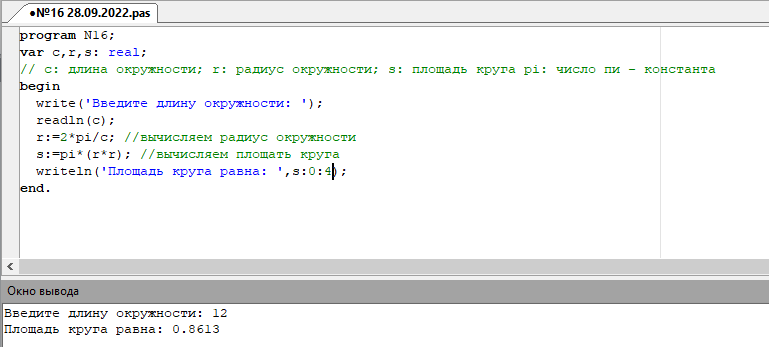 ●№16 28.09.2022.pas
program N16;
var c,r,s: real;
// c: длина окружности; r: радиус окружности; s: площадь круга pi: число пи - константа
begin
write('Введите длину окружности: ');
readln(c);
r:=2*pi/c; //вычисляем радиус окружности
s:=pi*(r*r); //вычисляем площать круга
writeln('Площадь круга равна: ',s:0:4);
end.
Окно вывода
Введите длину окружности: 12
Площадь круга равна: 0.8613